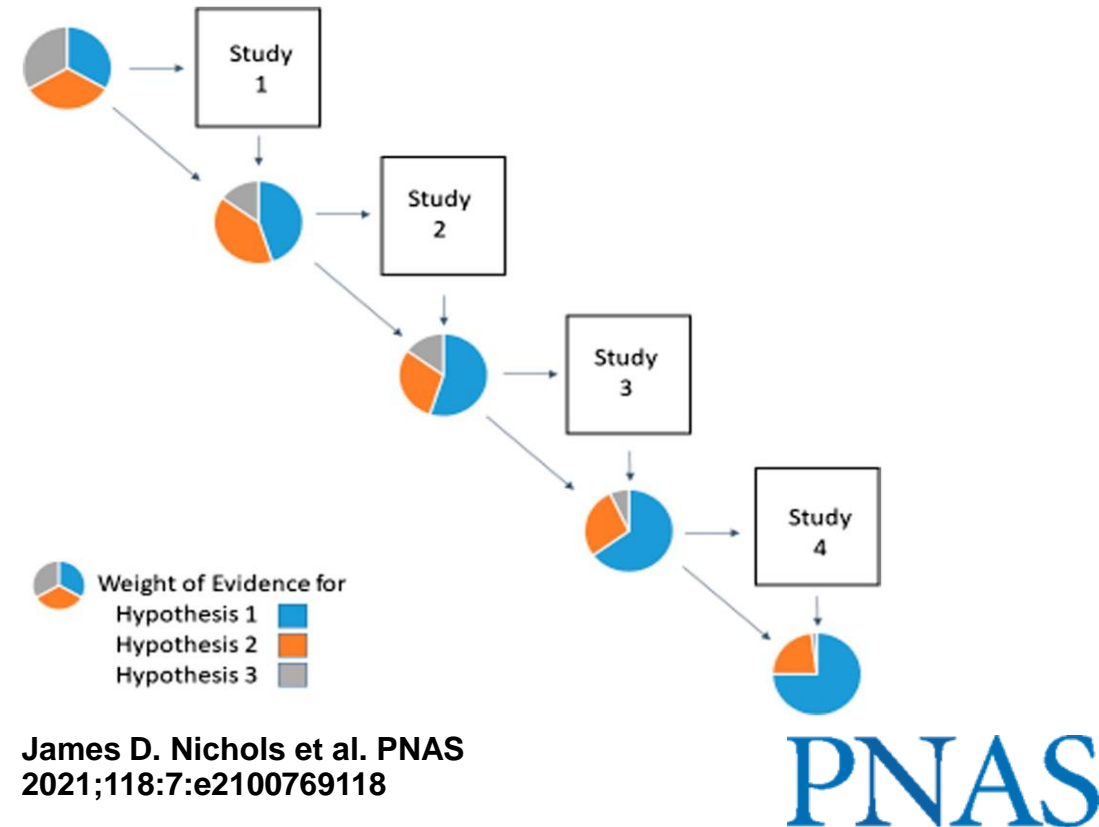 Study
1
Study
2
Study
3
Study
4
Weight of Evidence for
Hypothesis 1
Hypothesis 2
Hypothesis 3
James D. Nichols et al. PNAS
2021;118:7:e2100769118
PNAS